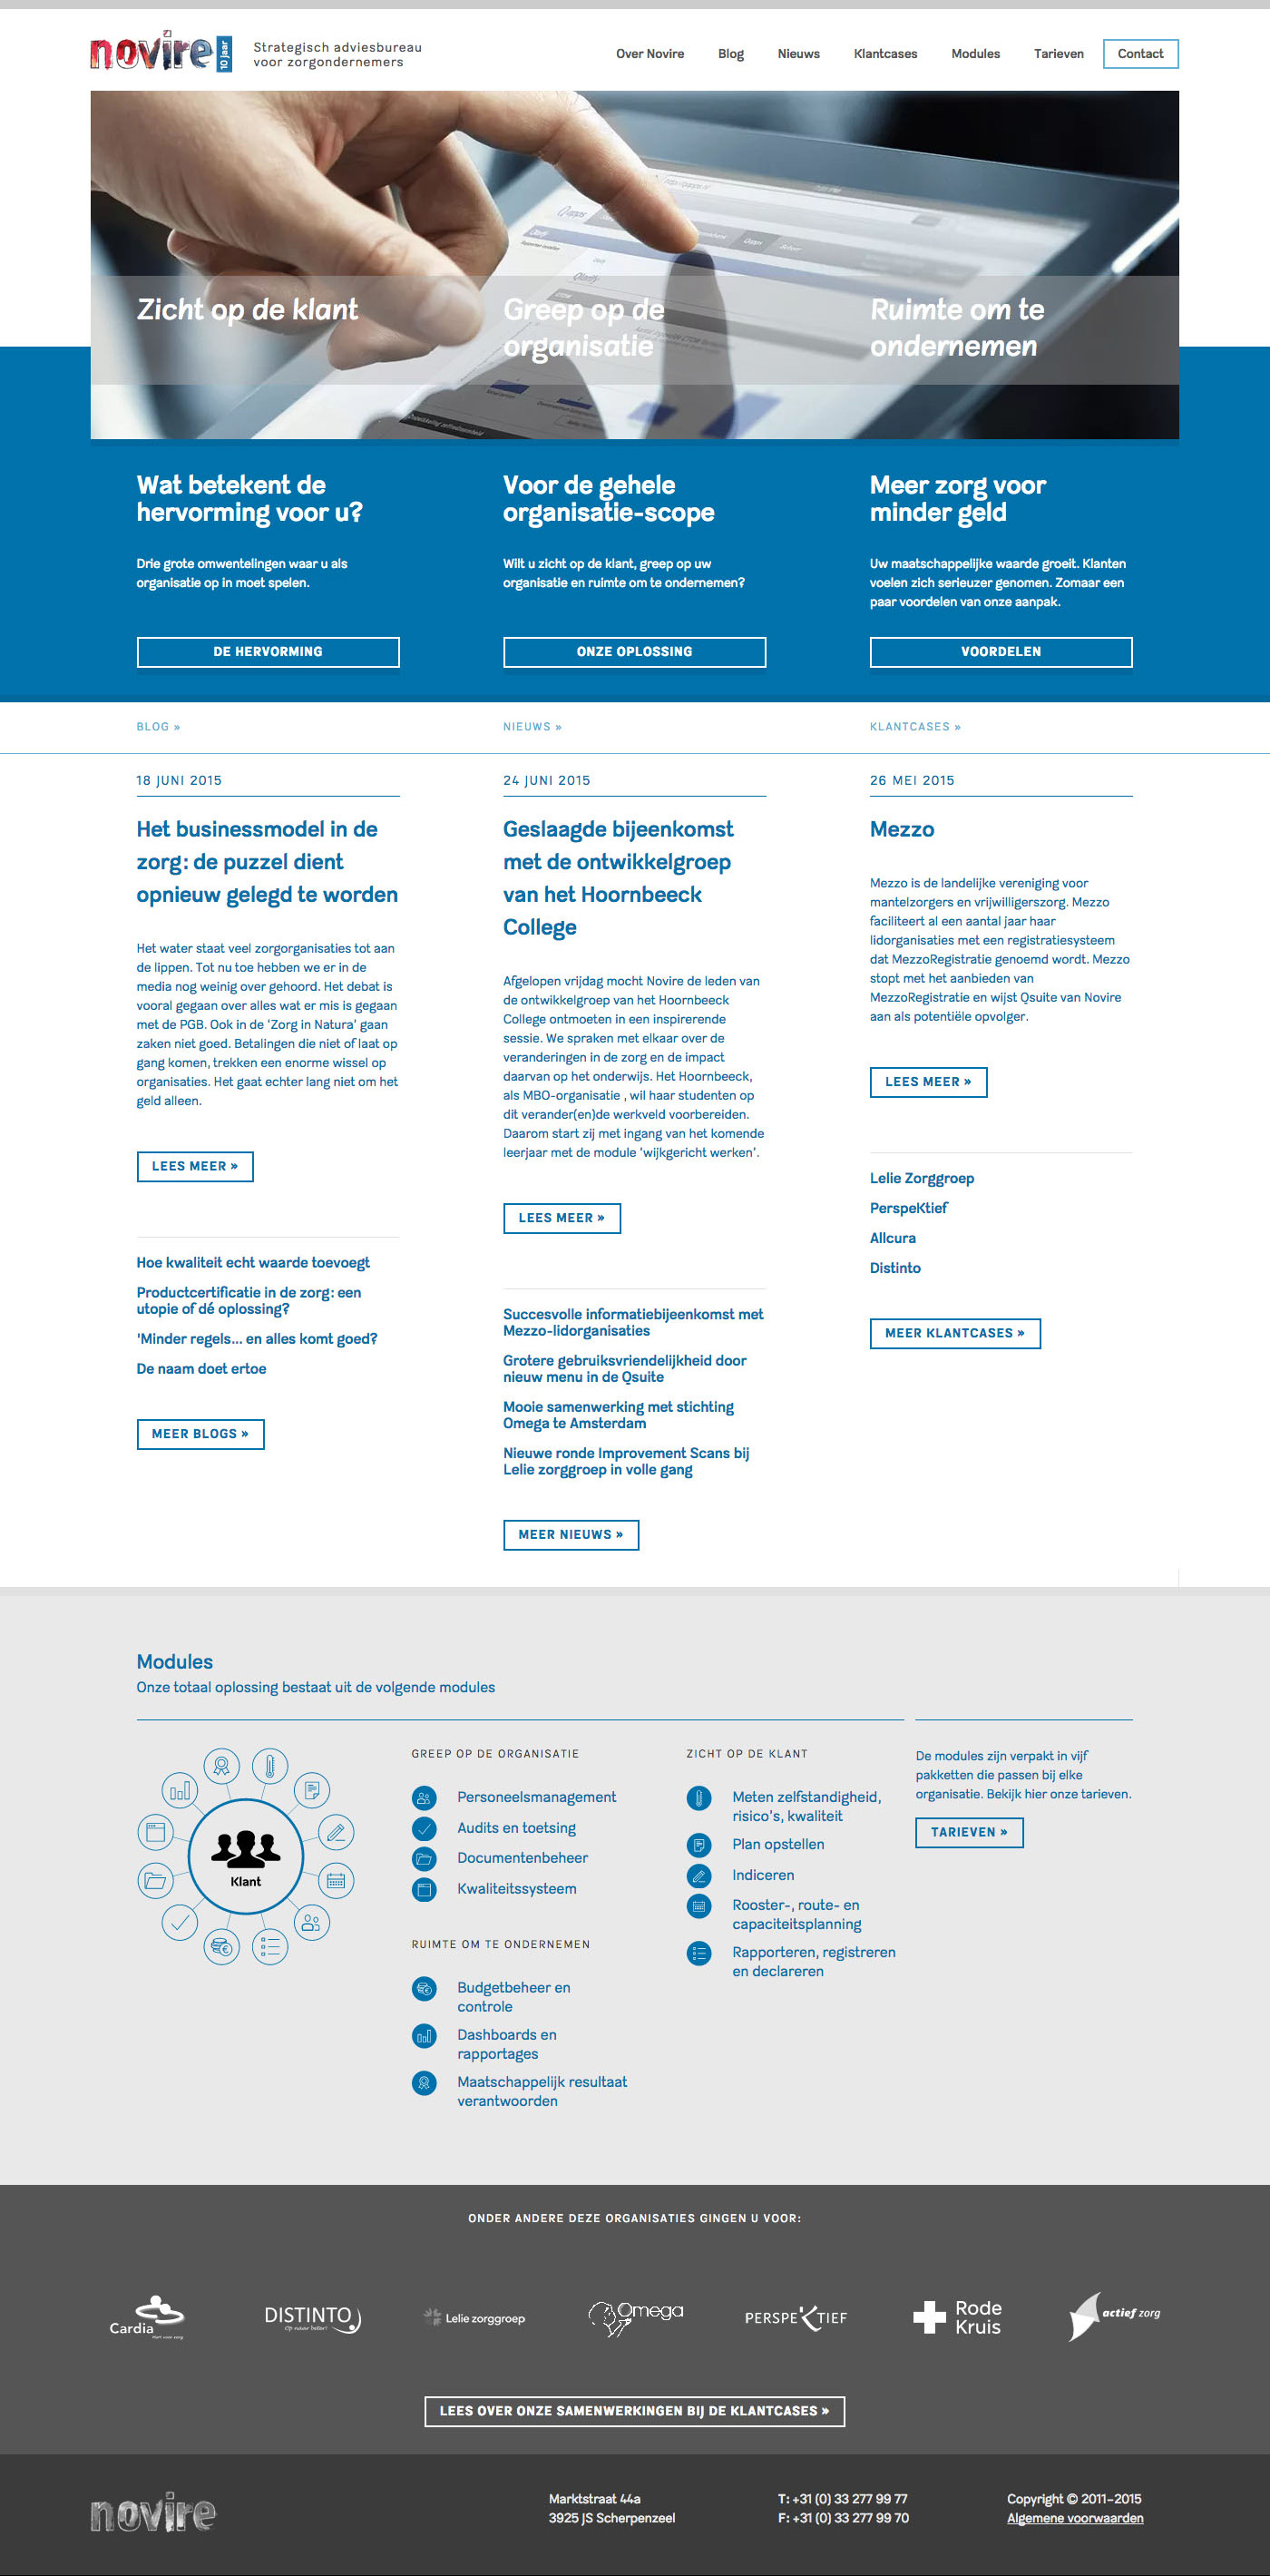 novire 10 jaar
Strategisch adviesbureau
voor zorgondernemers
Over Novire
Blog
Nieuws
Klantcases
Modules
Tarieven
Contact
Zicht op de klant
Greep op de
organisatie
Ruimte om te
ondernemen
Wat betekent de
hervorming voor u?
Drie grote omwentelingen waar u als
organisatie op in moet spelen.
DE HERVORMING
Voor de gehele
organisatie-scope
Wilt u zicht op de klant, greep op uw
organisatie en ruimte om te ondernemen?
ONZE OPLOSSING
Meer zorg voor
minder geld
Uw maatschappelijke waarde groeit. Klanten
voelen zich serieuzer genomen. Zomaar een
paar voordelen van onze aanpak.
VOORDELEN
BLOG »
18 JUNI 2015
Het businessmodel in de
zorg: de puzzel dient
opnieuw gelegd te worden
Het water staat veel zorgorganisaties tot aan
de lippen. Tot nu toe hebben we er in de
media nog weinig over gehoord. Het debat is
vooral gegaan over alles wat er mis is gegaan
met de PGB. Ook in de 'Zorg in Natura' gaan
zaken niet goed. Betalingen die niet of laat op
gang komen, trekken een enorme wissel op
organisaties. Het gaat echter lang niet om het
geld alleen.
LEES MEER »
Hoe kwaliteit echt waarde toevoegt
Productcertificatie in de zorg: een
utopie of dé oplossing?
'Minder regels... en alles komt goed?
De naam doet ertoe
MEER BLOGS »
NIEUWS »
24 JUNI 2015
Geslaagde bijeenkomst
met de ontwikkelgroep
van het Hoornbeeck
College
Afgelopen vrijdag mocht Novire de leden van
de ontwikkelgroep van het Hoornbeeck
College ontmoeten in een inspirerende
sessie. We spraken met elkaar over de
veranderingen in de zorg en de impact
daarvan op het onderwijs. Het Hoornbeeck,
als MBO-organisatie , wil haar studenten op
dit verander(en)de werkveld voorbereiden.
Daarom start zij met ingang van het komende
leerjaar met de module 'wijkgericht werken'.
LEES MEER »
Succesvolle informatiebijeenkomst met
Mezzo-lidorganisaties
Grotere gebruiksvriendelijkheid door
nieuw menu in de Qsuite
Mooie samenwerking met stichting
Omega te Amsterdam
Nieuwe ronde Improvement Scans bij
Lelie zorggroep in volle gang
MEER NIEUWS »
KLANTCASES »
26 MEI 2015
Mezzo
Mezzo is de landelijke vereniging voor
mantelzorgers en vrijwilligerszorg. Mezzo
faciliteert al een aantal jaar haar
lidorganisaties met een registratiesysteem
dat MezzoRegistratie genoemd wordt. Mezzo
stopt met het aanbieden van
MezzoRegistratie en wijst Qsuite van Novire
aan als potentiële opvolger.
LEES MEER »
Lelie Zorggroep
PerspeKtief
Allcura
Distinto
MEER KLANTCASES »
Modules
Onze totaal oplossing bestaat uit de volgende modules
Klant
GREEP OP DE ORGANISATIE
Personeelsmanagement
Audits en toetsing
Documentenbeheer
Kwaliteitssysteem
RUIMTE OM TE ONDERNEMEN
Budgetbeheer en
controle
Dashboards en
rapportages
Maatschappelijk resultaat
verantwoorden
ZICHT OP DE KLANT
Meten zelfstandigheid,
risico's, kwaliteit
Plan opstellen
Indiceren
Rooster-, route- en
capaciteitsplanning
Rapporteren, registreren
en declareren
De modules zijn verpakt in vijf
pakketten die passen bij elke
organisatie. Bekijk hier onze tarieven.
TARIEVEN »
ONDER ANDERE DEZE ORGANISATIES GINGEN U VOOR:
Cardia
DISTINTO
Lelie zorggroep
Omega
PERSPEKTIEF
Rode
Kruis
actief zorg
LEES OVER ONZE SAMENWERKINGEN BIJ DE KLANTCASES »
novire
Marktstraat 44a
3925 JS Scherpenzeel
T: +31 (0) 33 277 99 77
F: +31 (0) 33 277 99 70
Copyright © 2011-2015
Algemene voorwaarden